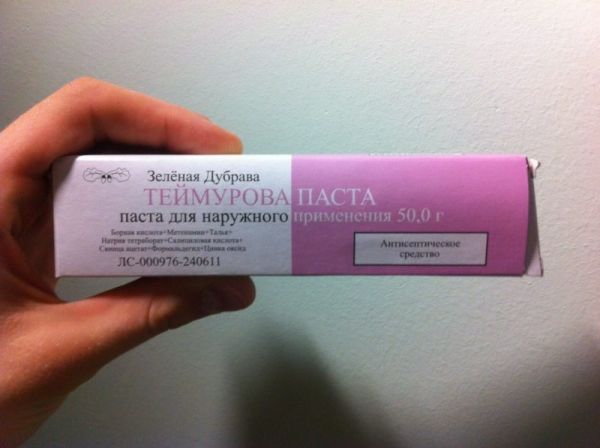 Зелёная Дубрава
ТЕЙМУРОВА ПАСТА
паста для наружного применения 50,0 г
Борная кислота+Метенамин+Тальк+
Натрия тетраборат+Салициловая кислота+
Свинца ацетат+Формальдегид+Цинка оксид
ЛС-000976-240611
Антисептическое
средство